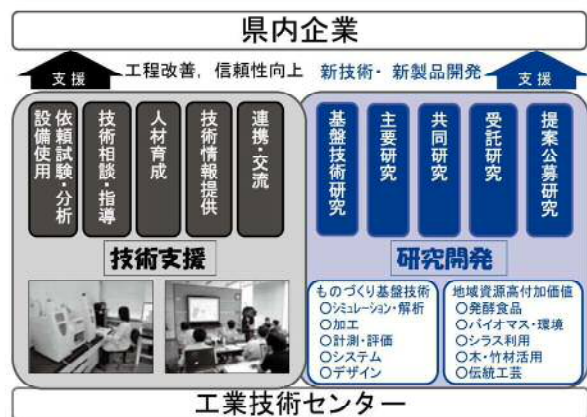 県内企業
支援
工程改善，信頼性向上
新技術・新製品開発
支援
依頼試験・分析
設備使用
技術相談・指導
人材育成
技術情報提供
連携・交流
基盤技術研究
主要研究
共同研究
受託研究
提案公募研究
技術支援
研究開発
ものづくり基盤技術
○シミュレーション・解析
○加工
○計測・評価
○システム
○デザイン
地域資源高付加価値
○発酵食品
○バイオマス・環境
○シラス利用
○木・竹材活用
○伝統工芸
工業技術センター